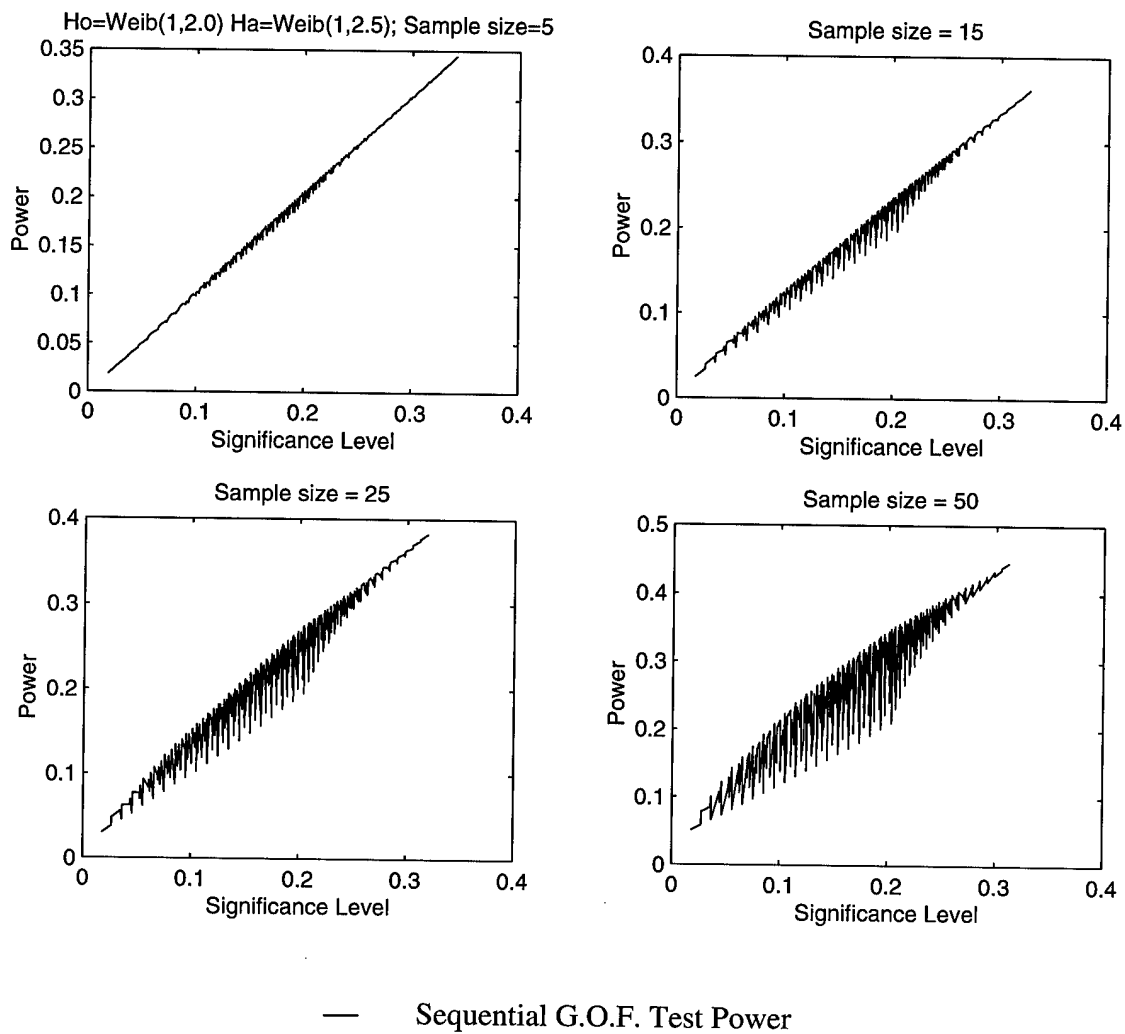 Ho=Weib(1,2.0) Ha=Weib(1,2.5); Sample size=5
0.35
0.3
0.25
0.2
0.15
0.1
0.05
0
Power
0 0.1 0.2 0.3 0.4
Significance Level
Sample size = 15
0.4
0.3
0.2
0.1
0
Power
0 0.1 0.2 0.3 0.4
Significance Level
Sample size = 25
0.4
0.3
0.2
0.1
0
Power
0 0.1 0.2 0.3 0.4
Significance Level
Sample size = 50
0.5
0.4
0.3
0.2
0.1
0
Power
0 0.1 0.2 0.3 0.4
Significance Level
— Sequential G.O.F. Test Power